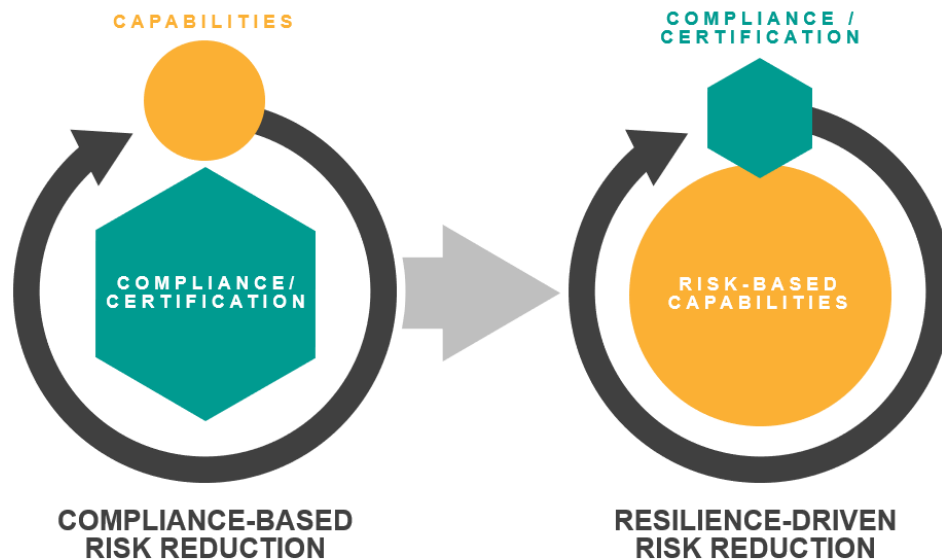 CAPABILITIES
COMPLIANCE/
CERTIFICATION
COMPLIANCE-BASED
RISK REDUCTION
COMPLIANCE /
CERTIFICATION
RISK-BASED
CAPABILITIES
RESILIENCE-DRIVEN
RISK REDUCTION